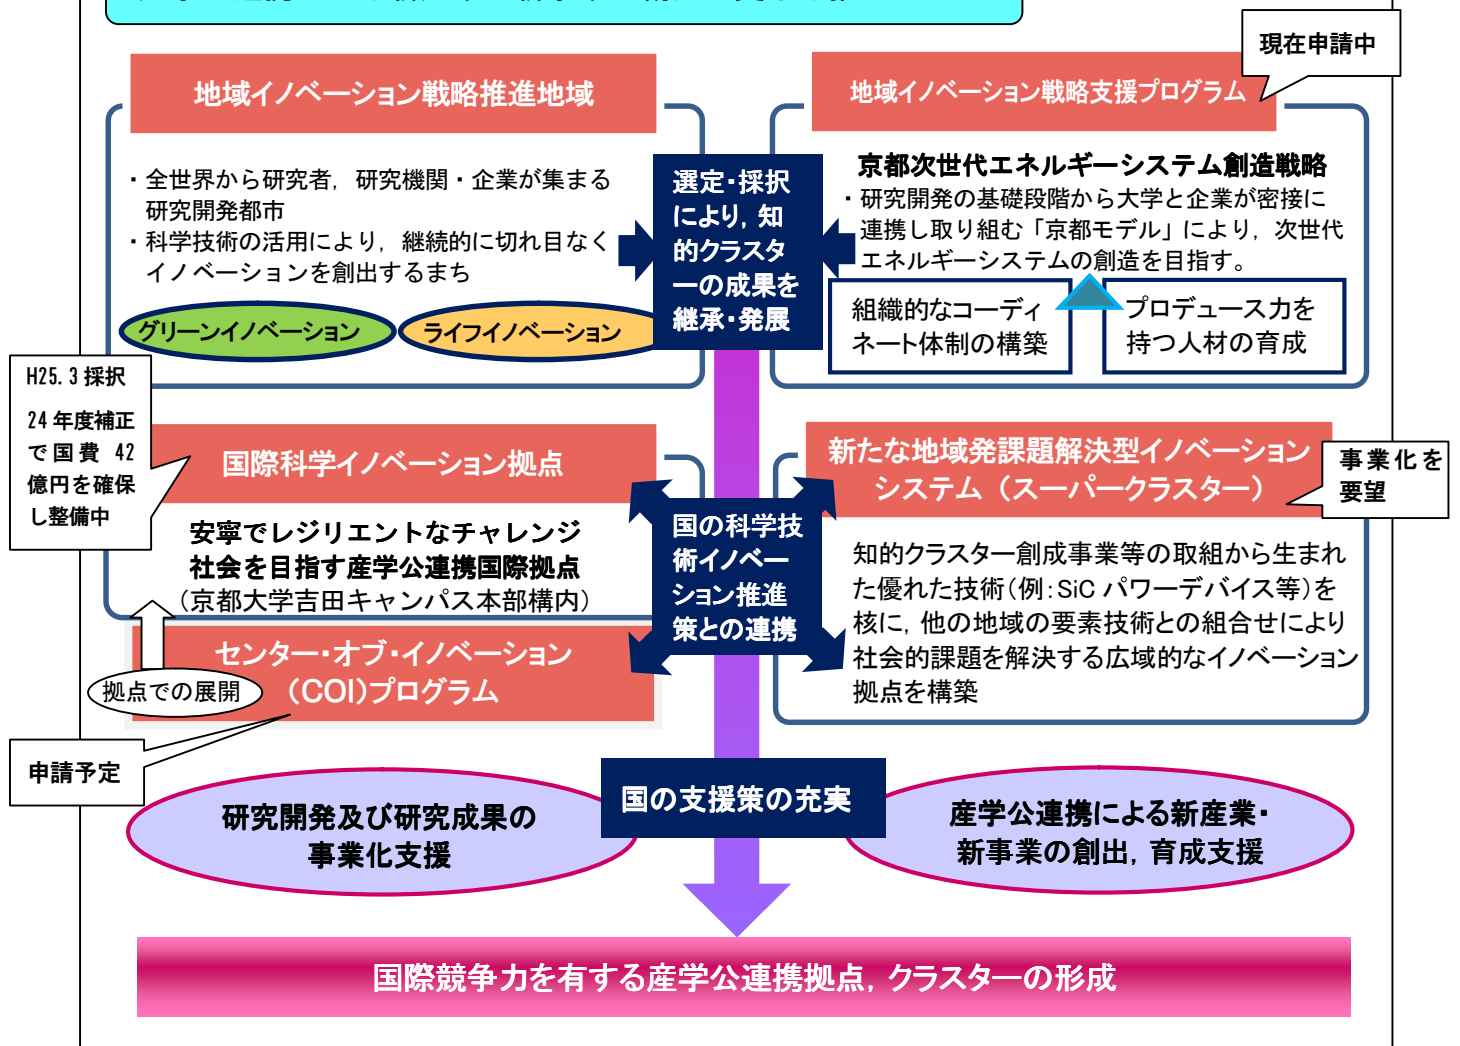 現在申請中
地域イノベーション戦略推進地域
・全世界から研究者，研究機関・企業が集まる
研究開発都市
・科学技術の活用により，継続的に切れ目なく
イノベーションを創出するまち
グリーンイノベーション
ライフイノベーション
選定・採択
により，知
的クラスタ
ーの成果を
継承・発展
地域イノベーション戦略支援プログラム
京都次世代エネルギーシステム創造戦略
・研究開発の基礎段階から大学と企業が密接に
連携し取り組む「京都モデル」により，次世代
エネルギーシステムの創造を目指す。
組織的なコーディ
ネート体制の構築
プロデュース力を
持つ人材の育成
H25.3採択
24年度補正
で国費 42
億円を確保
し整備中
国際科学イノベーション拠点
安寧でレジリエントなチャレンジ
社会を目指す産学公連携国際拠点
（京都大学吉田キャンパス本部構内）
センター・オブ・イノベーション
（COI）プログラム
拠点での展開
申請予定
国の科学技
術イノベー
ション推進
策との連携
新たな地域発課題解決型イノベーション
システム（スーパークラスター）
事業化を
要望
知的クラスター創成事業等の取組から生まれ
た優れた技術（例：SiC パワーデバイス等）を
核に，他の地域の要素技術との組合せにより
社会的課題を解決する広域的なイノベーション
拠点を構築
国の支援策の充実
研究開発及び研究成果の
事業化支援
産学公連携による新産業・
新事業の創出，育成支援
国際競争力を有する産学公連携拠点，クラスターの形成